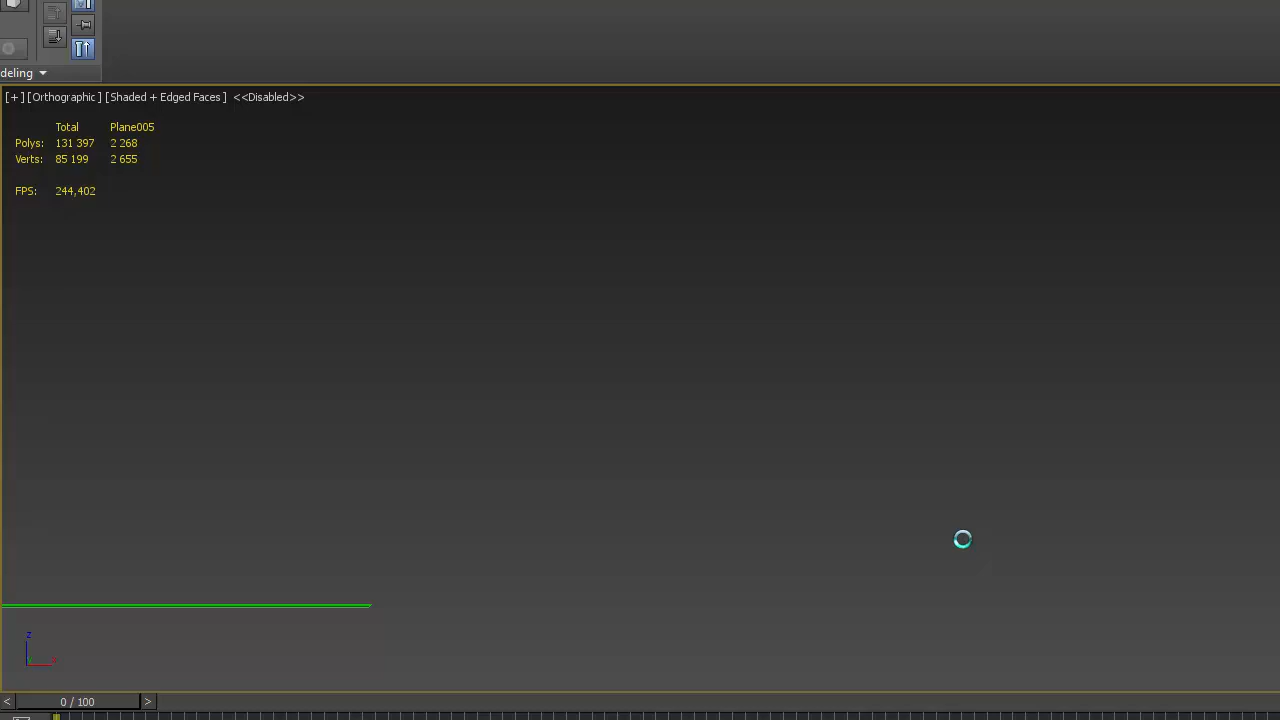 deling
[+] [Orthographic] [Shaded + Edged Faces] <<Disabled>>
Total Plane005
Polys: 131 397 2 268
Verts: 85 199 2 655
FPS: 244,402
z
< 0 / 100 >